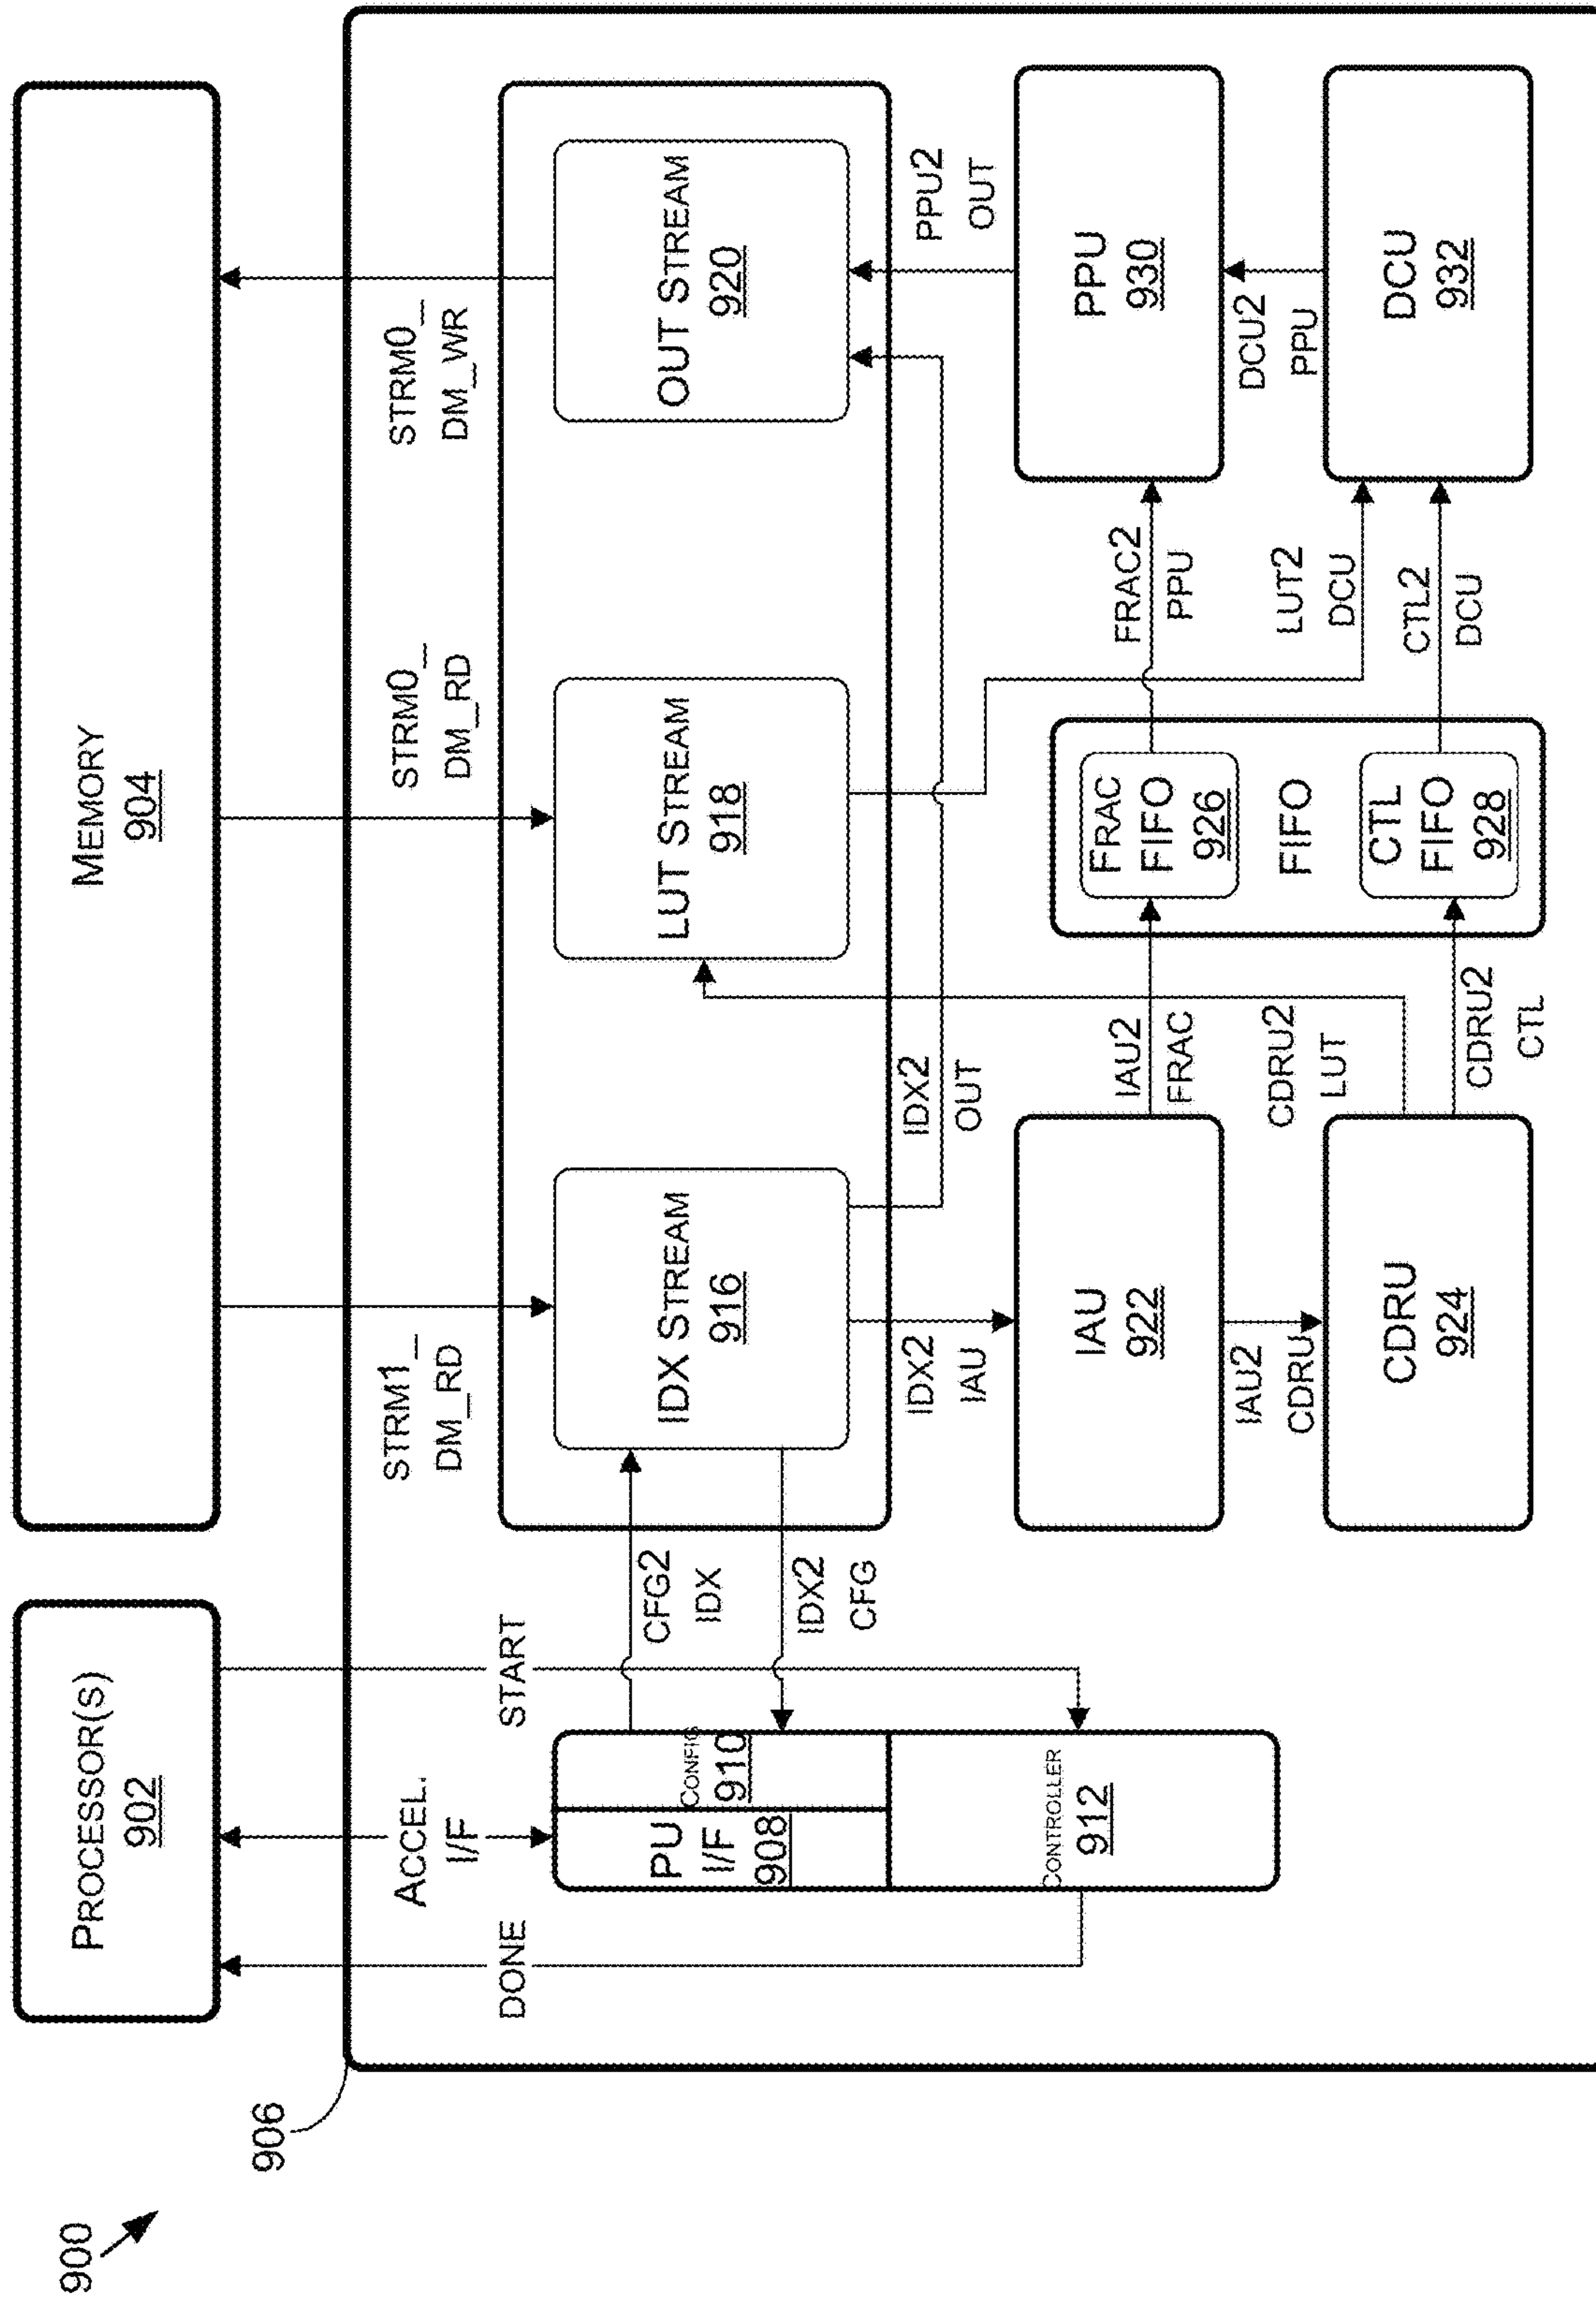 900
906
PROCESSOR(S)
902
MEMORY
904
DONE
ACCEL.
I/F
START
STRM1_
DM_RD
STRM0_
DM_RD
STRM0_
DM_WR
PU
I/F
908
CONFIG
910
CONTROLLER
912
CFG2
IDX
IDX2
CFG
IDX STREAM
916
LUT STREAM
918
OUT STREAM
920
IDX2
IAU
IDX2
OUT
PPU2
OUT
IAU
922
IAU2
FRAC
FRAC
FIFO
926
FIFO
CTL
FIFO
928
FRAC2
PPU
PPU
930
IAU2
CDRU
CDRU2
LUT
LUT2
DCU
DCU2
PPU
CDRU
924
CDRU2
CTL
CTL2
DCU
DCU
932